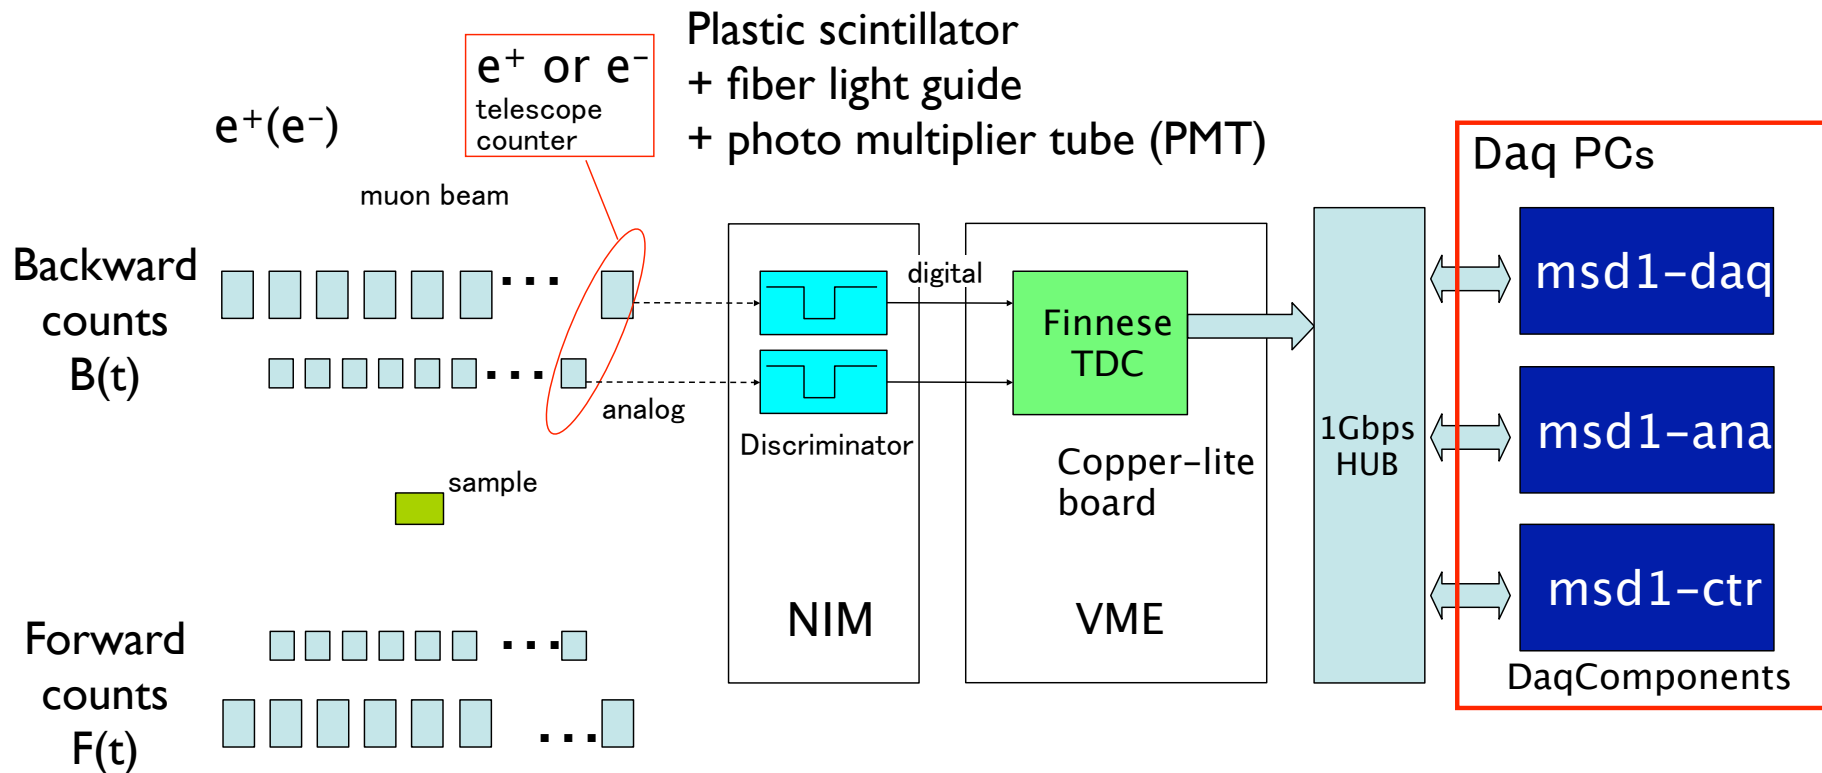 e⁺(e⁻)
e⁺ or e⁻
telescope
counter
Plastic scintillator
+ fiber light guide
+ photo multiplier tube (PMT)
muon beam
Backward
counts
B(t)
...
...
analog
sample
Forward
counts
F(t)
...
...
Discriminator
NIM
digital
Finnese
TDC
Copper-lite
board
VME
1Gbps
HUB
Daq PCs
msd1-daq
msd1-ana
msd1-ctr
DaqComponents